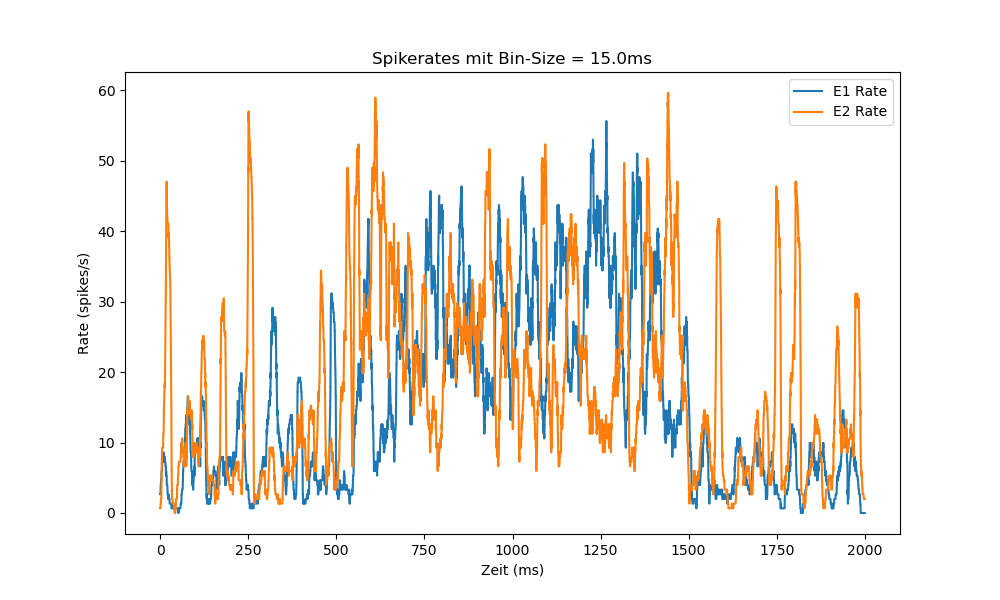 Spikerates mit Bin-Size = 15.0ms
E1 Rate
E2 Rate
60
50
40
30
20
10
0
Rate (spikes/s)
0 250 500 750 1000 1250 1500 1750 2000
Zeit (ms)